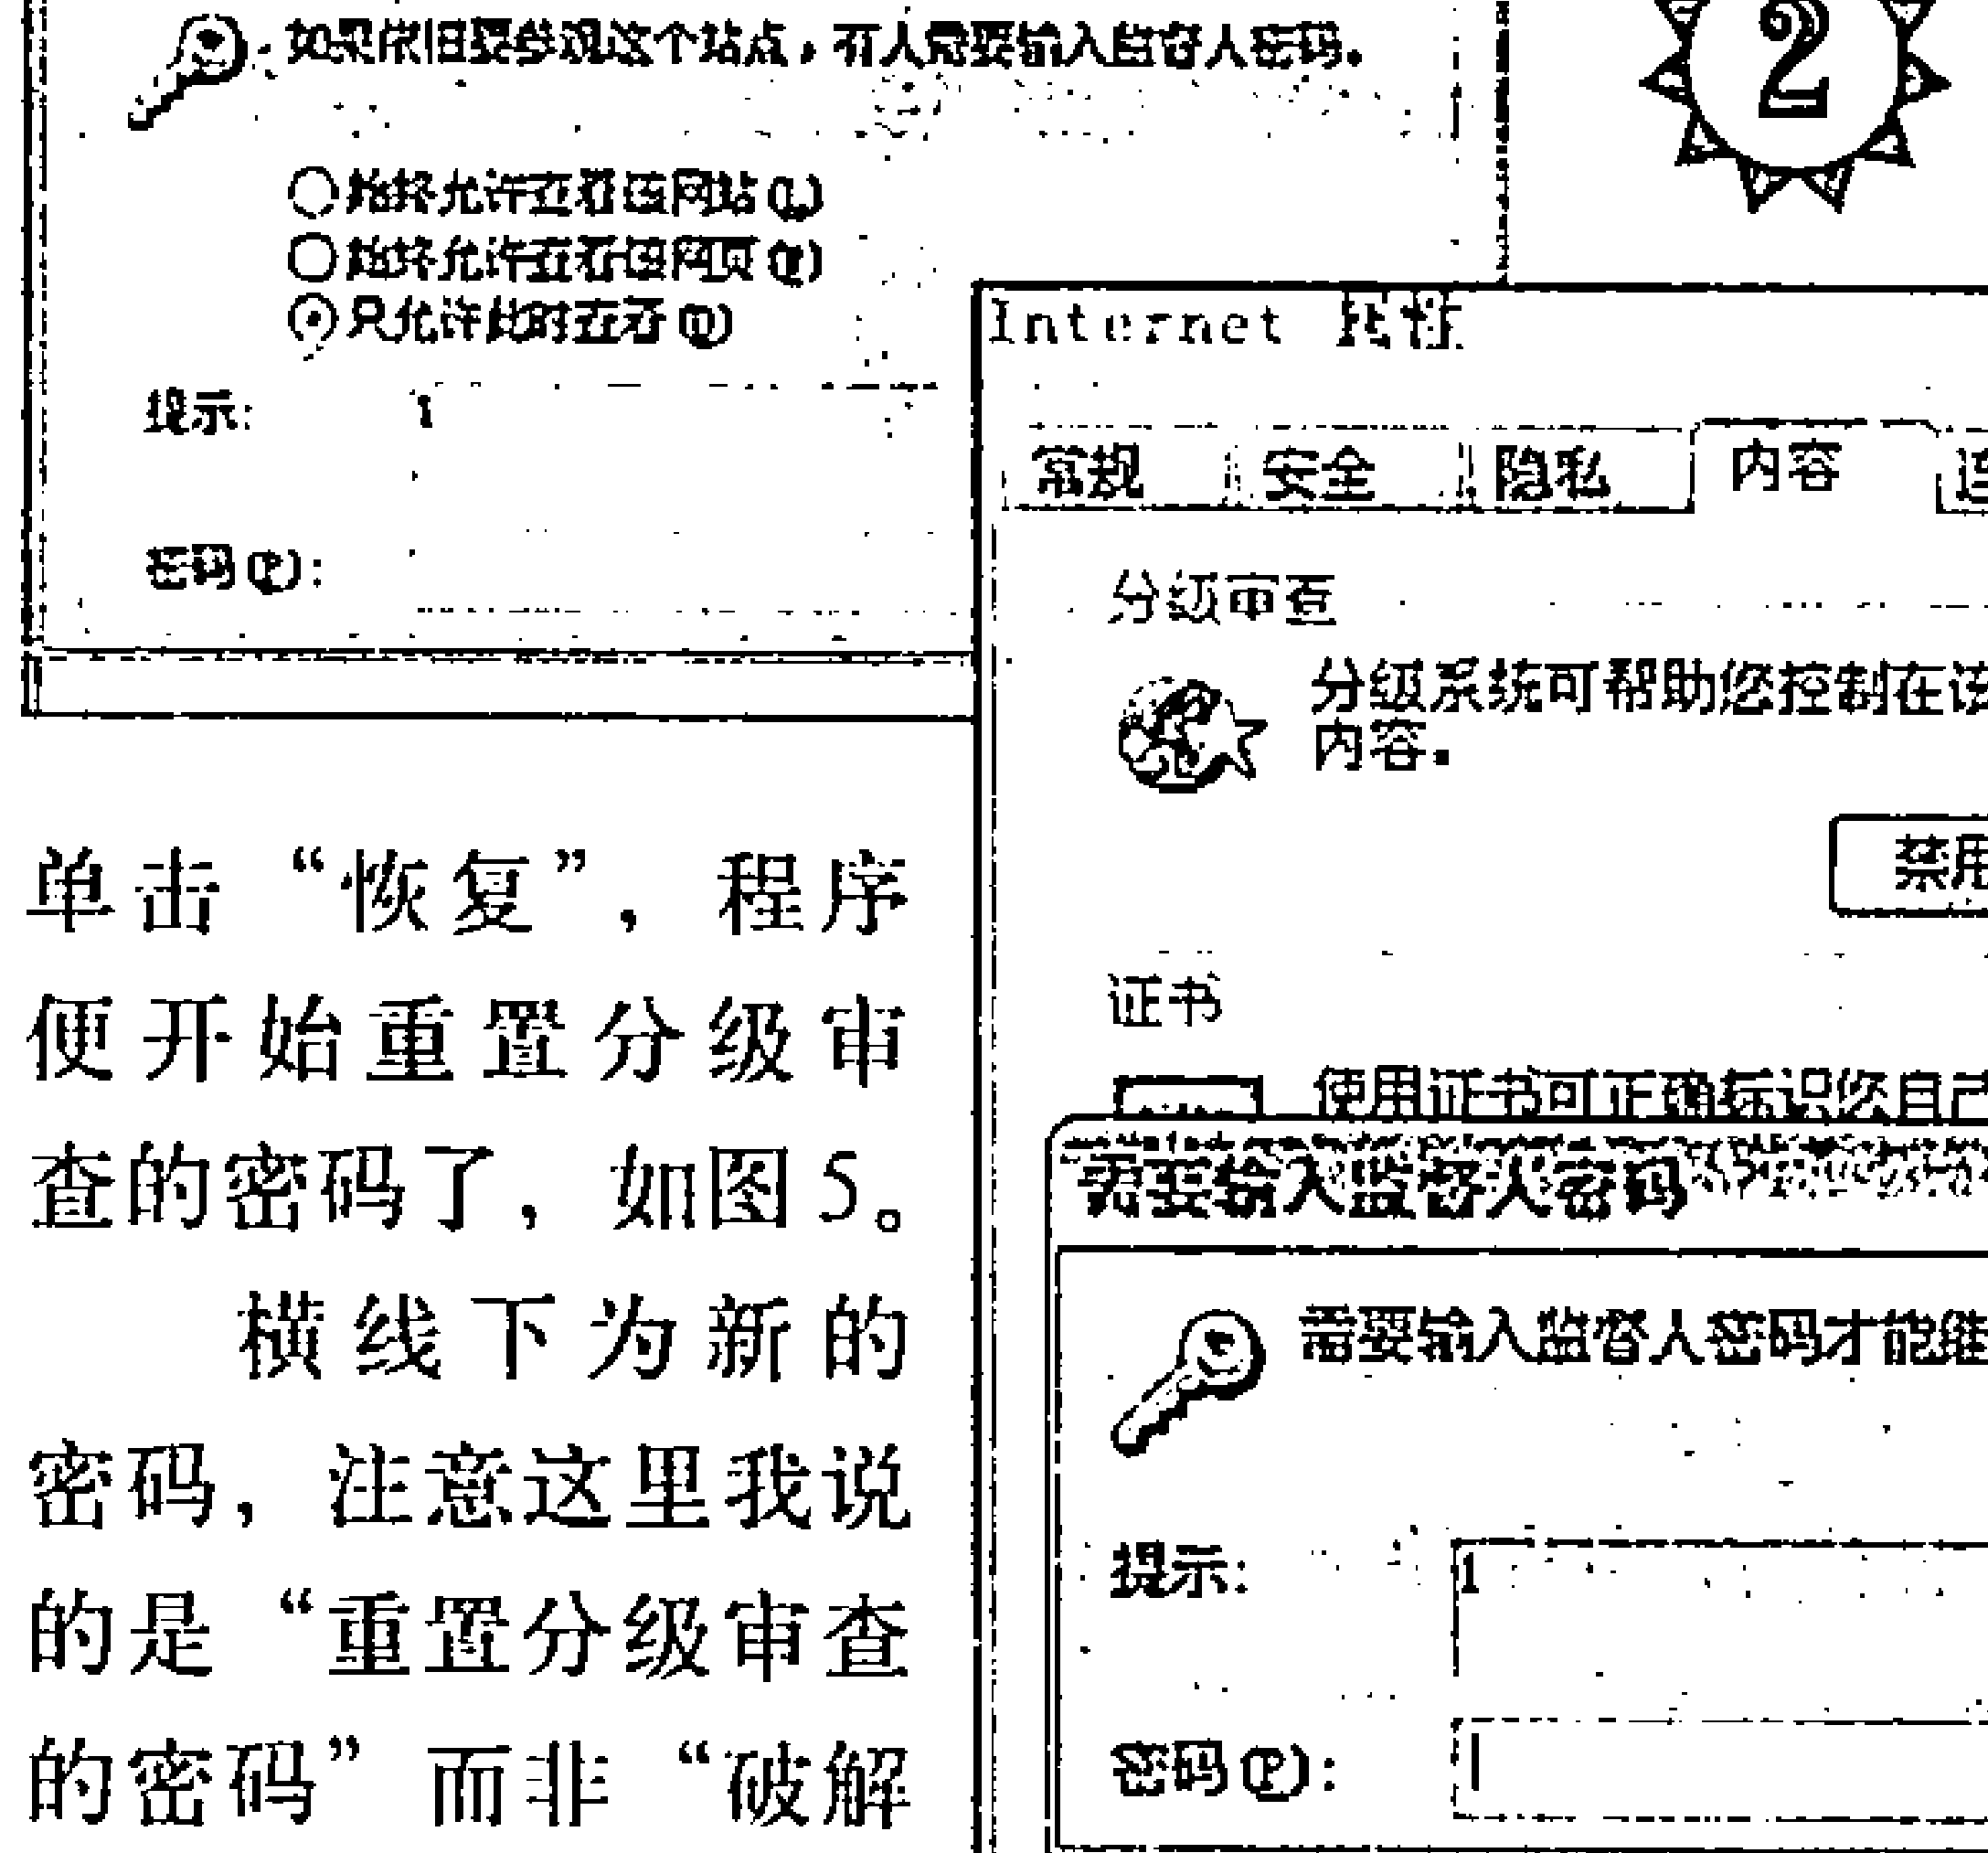 如果依旧要参观这个站点，有人需要输入监督人密码。
2
始终允许查看该网站(L)
始终允许查看该网页(P)
只允许此时查看(O)
提示: 1
密码(P):
单击“恢复”，程序
便开始重置分级审
查的密码了，如图5。
横线下为新的
密码，注意这里我说
的是“重置分级审查
的密码”而非“破解
Internet 属性
常规 安全 隐私 内容
分级审查
分级系统可帮助您控制在该
内容。
禁用
证书
使用证书可正确标识您自己
需要输入监督人密码
需要输入监督人密码才能继
提示: 1
密码(P):